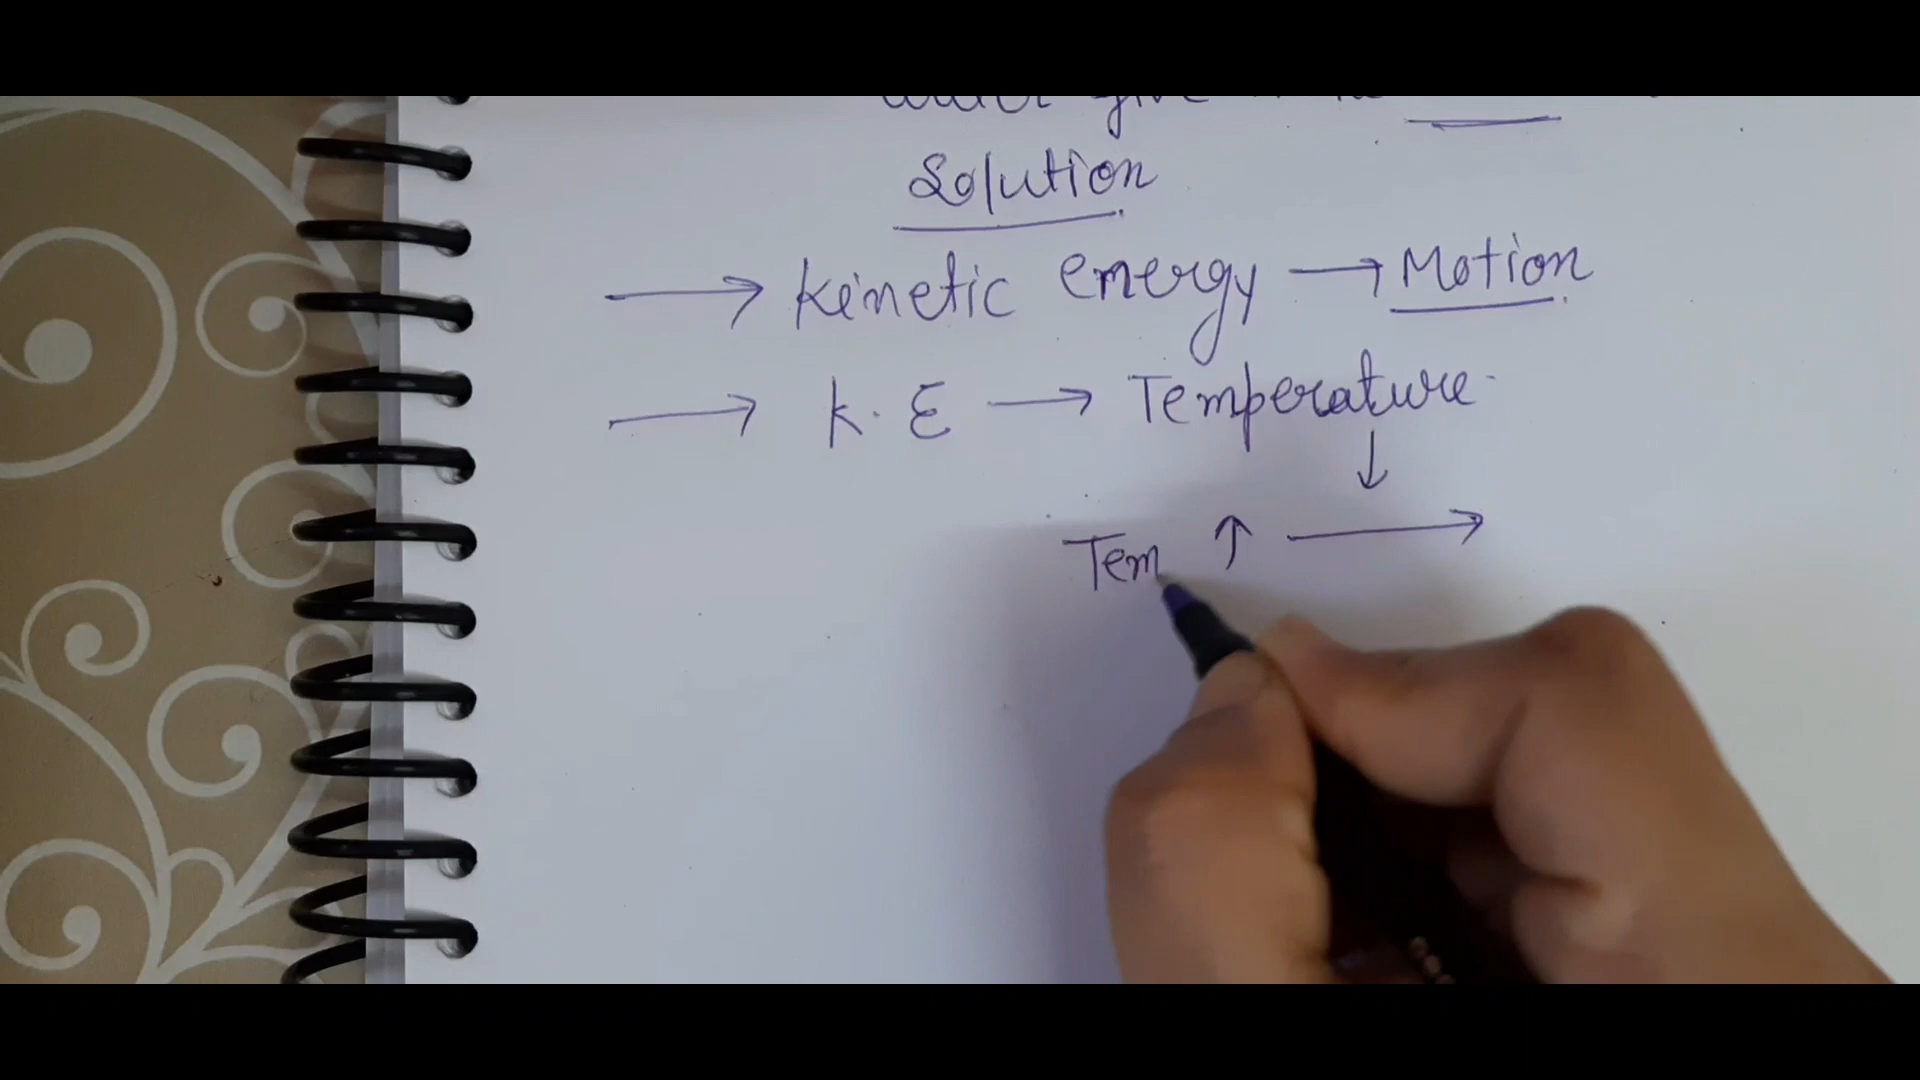 Solution
→ Kinetic energy → Motion
→ K.E → Temperature
↓
Tem ↑ →